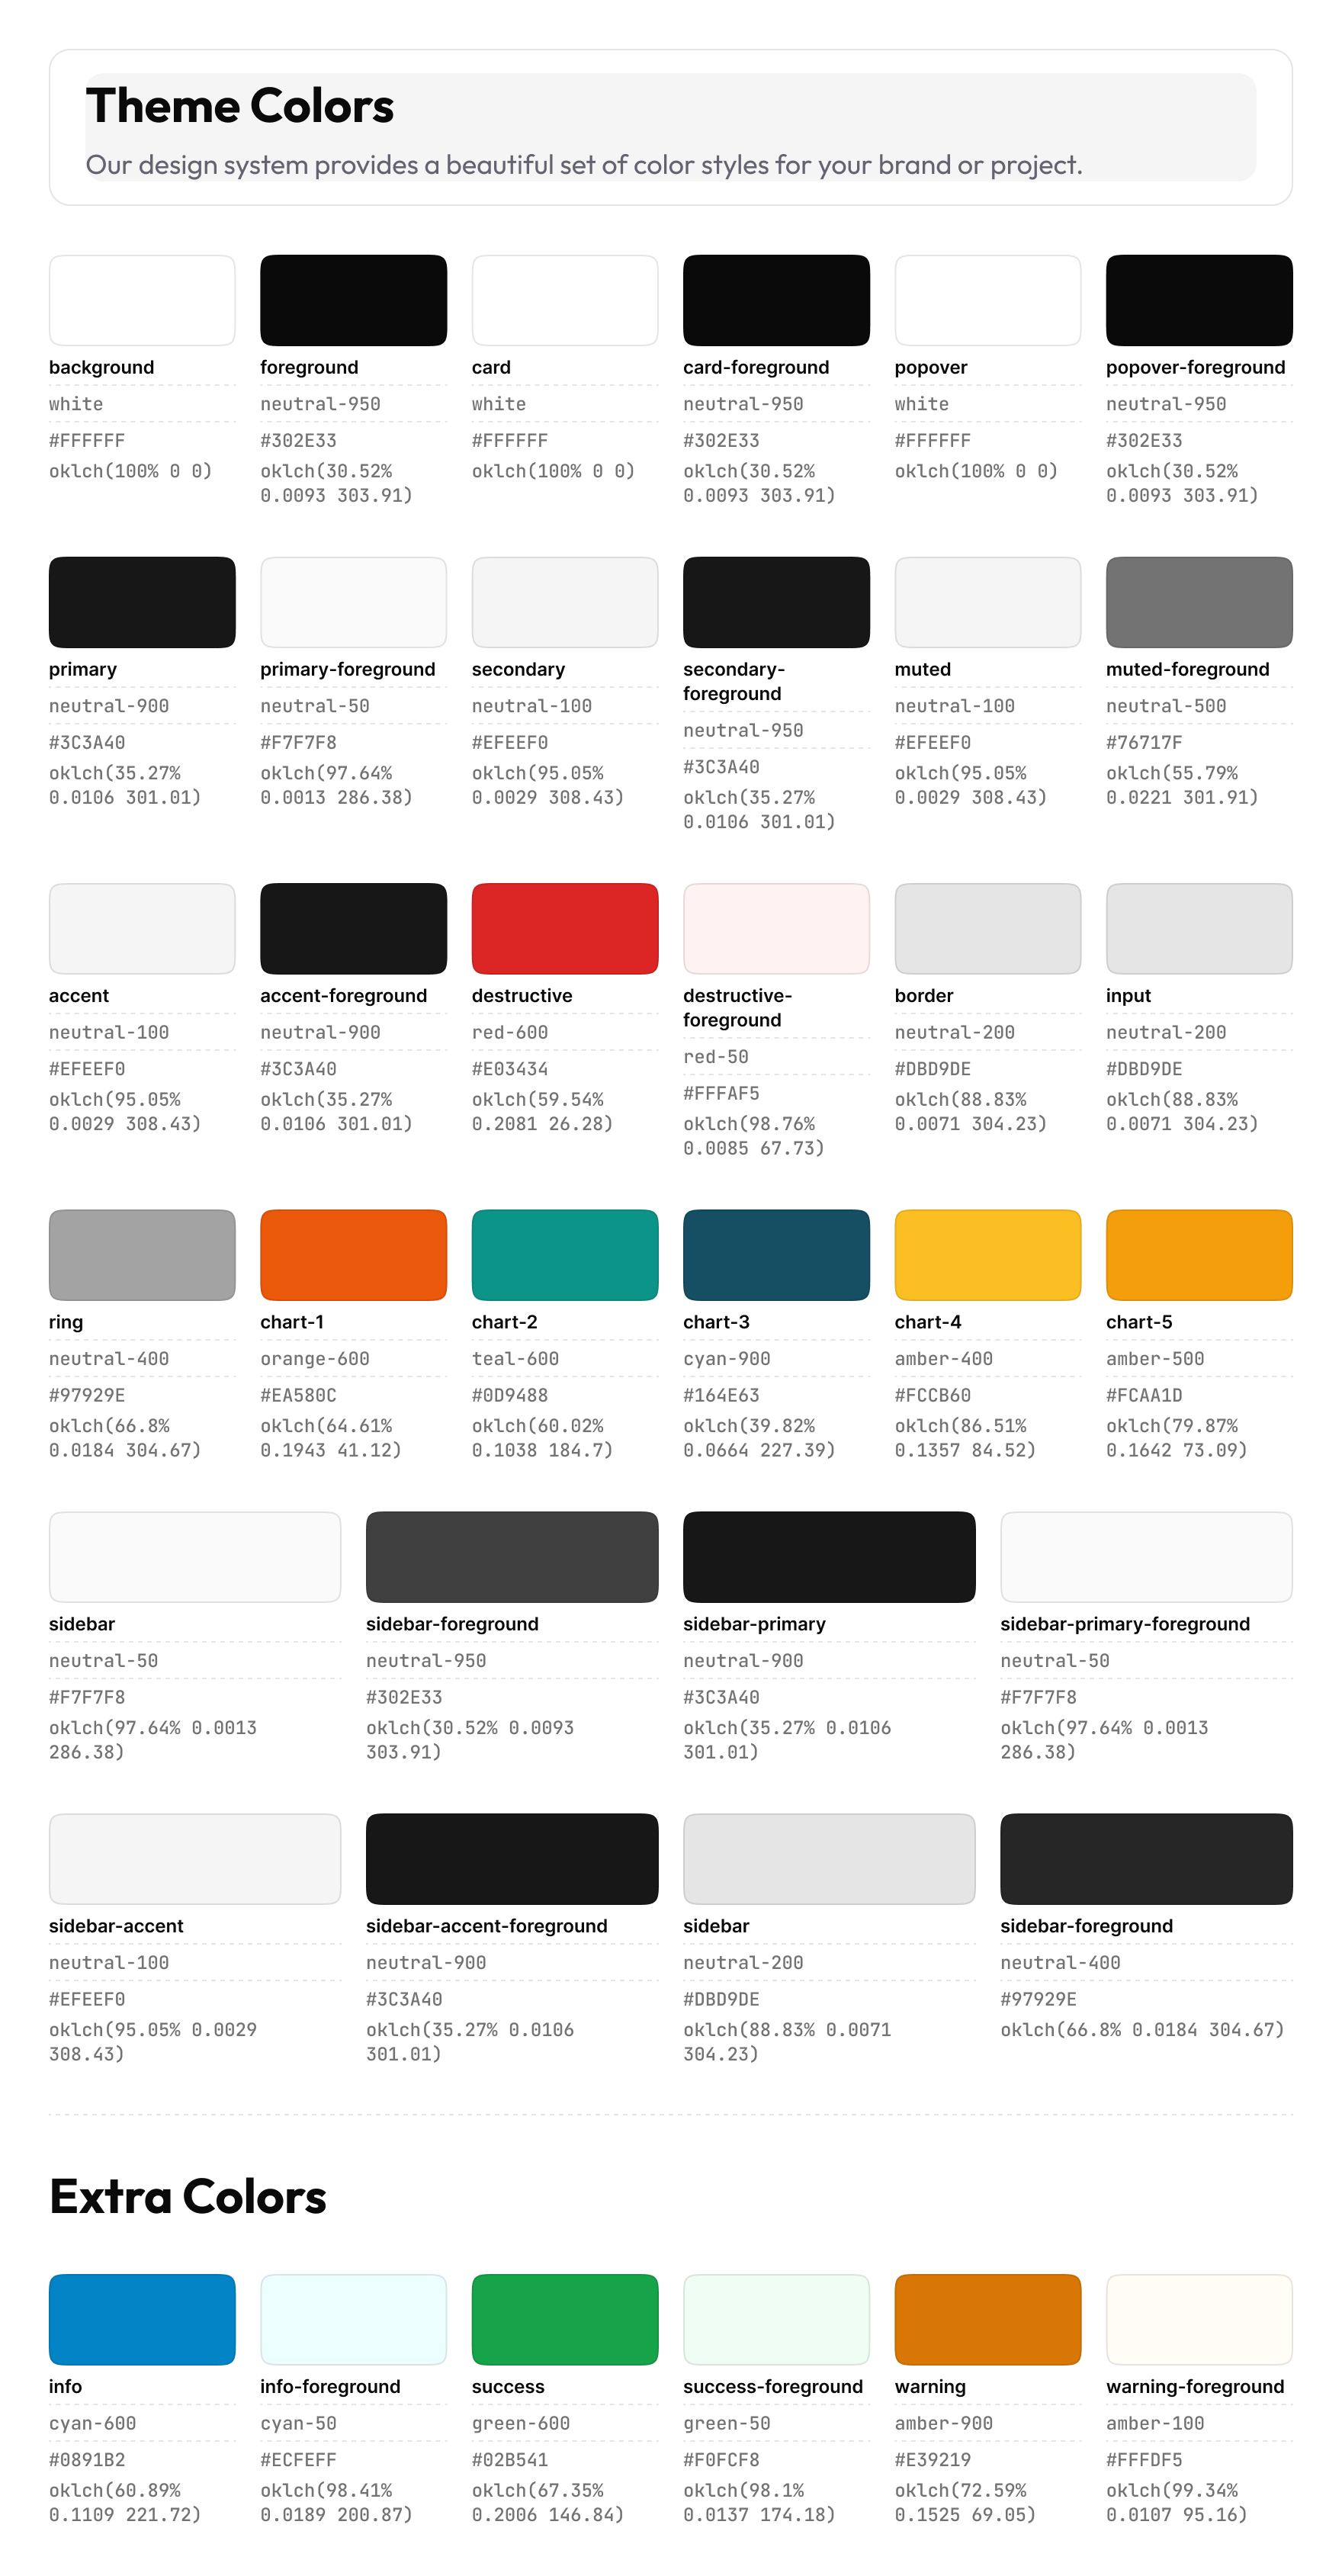 Theme Colors
Our design system provides a beautiful set of color styles for your brand or project.
background
white
#FFFFFF
oklch(100% 0 0)
foreground
neutral-950
#302E33
oklch(30.52%
0.0093 303.91)
card
white
#FFFFFF
oklch(100% 0 0)
card-foreground
neutral-950
#302E33
oklch(30.52%
0.0093 303.91)
popover
white
#FFFFFF
oklch(100% 0 0)
popover-foreground
neutral-950
#302E33
oklch(30.52%
0.0093 303.91)
primary
neutral-900
#3C3A40
oklch(35.27%
0.0106 301.01)
primary-foreground
neutral-50
#F7F7F8
oklch(97.64%
0.0013 286.38)
secondary
neutral-100
#EFEEF0
oklch(95.05%
0.0029 308.43)
secondary-
foreground
neutral-950
#3C3A40
oklch(35.27%
0.0106 301.01)
muted
neutral-100
#EFEEF0
oklch(95.05%
0.0029 308.43)
muted-foreground
neutral-500
#76717F
oklch(55.79%
0.0221 301.91)
accent
neutral-100
#EFEEF0
oklch(95.05%
0.0029 308.43)
accent-foreground
neutral-900
#3C3A40
oklch(35.27%
0.0106 301.01)
destructive
red-600
#E03434
oklch(59.54%
0.2081 26.28)
destructive-
foreground
red-50
#FFFAF5
oklch(98.76%
0.0085 67.73)
border
neutral-200
#DBD9DE
oklch(88.83%
0.0071 304.23)
input
neutral-200
#DBD9DE
oklch(88.83%
0.0071 304.23)
ring
neutral-400
#97929E
oklch(66.8%
0.0184 304.67)
chart-1
orange-600
#EA580C
oklch(64.61%
0.1943 41.12)
chart-2
teal-600
#0D9488
oklch(60.02%
0.1038 184.7)
chart-3
cyan-900
#164E63
oklch(39.82%
0.0664 227.39)
chart-4
amber-400
#FCCB60
oklch(86.51%
0.1357 84.52)
chart-5
amber-500
#FCAA1D
oklch(79.87%
0.1642 73.09)
sidebar
neutral-50
#F7F7F8
oklch(97.64% 0.0013
286.38)
sidebar-foreground
neutral-950
#302E33
oklch(30.52% 0.0093
303.91)
sidebar-primary
neutral-900
#3C3A40
oklch(35.27% 0.0106
301.01)
sidebar-primary-foreground
neutral-50
#F7F7F8
oklch(97.64% 0.0013
286.38)
sidebar-accent
neutral-100
#EFEEF0
oklch(95.05% 0.0029
308.43)
sidebar-accent-foreground
neutral-900
#3C3A40
oklch(35.27% 0.0106
301.01)
sidebar
neutral-200
#DBD9DE
oklch(88.83% 0.0071
304.23)
sidebar-foreground
neutral-400
#97929E
oklch(66.8% 0.0184 304.67)
Extra Colors
info
cyan-600
#0891B2
oklch(60.89%
0.1109 221.72)
info-foreground
cyan-50
#ECFEFF
oklch(98.41%
0.0189 200.87)
success
green-600
#02B541
oklch(67.35%
0.2006 146.84)
success-foreground
green-50
#F0FCF8
oklch(98.1%
0.0137 174.18)
warning
amber-900
#E39219
oklch(72.59%
0.1525 69.05)
warning-foreground
amber-100
#FFFDF5
oklch(99.34%
0.0107 95.16)